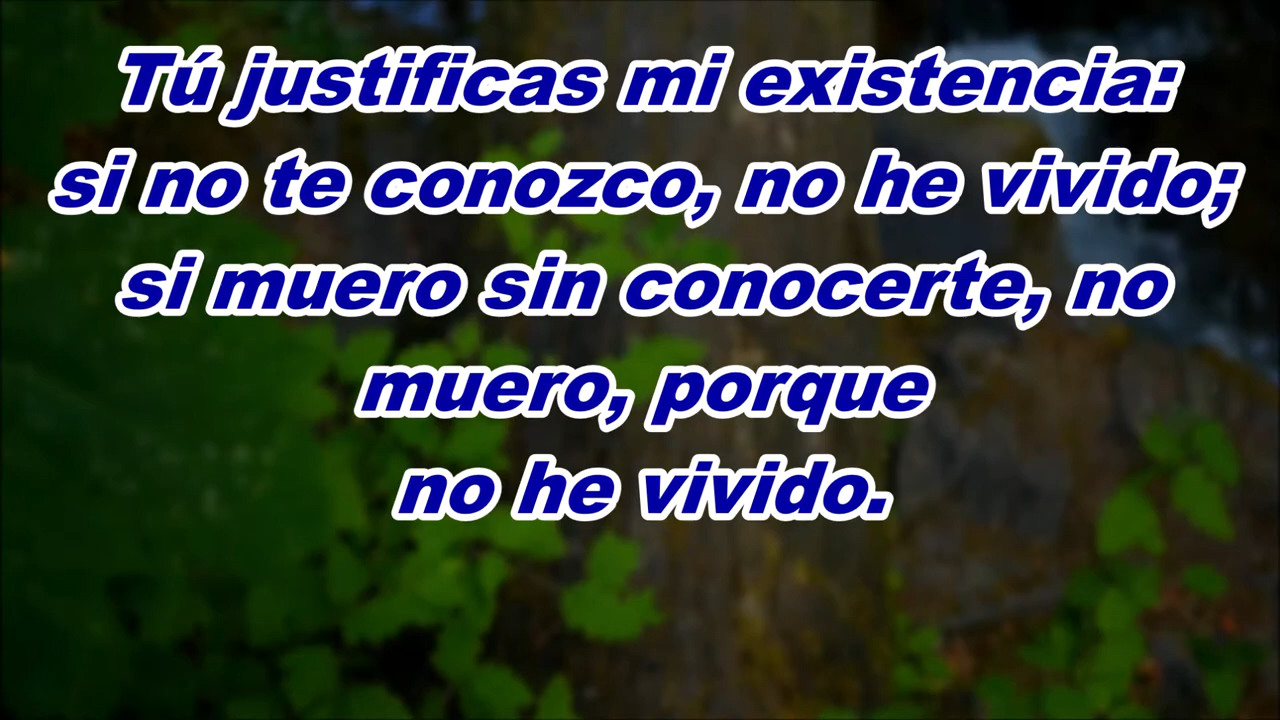 Tú justificas mi existencia:
si no te conozco, no he vivido;
si muero sin conocerte, no
muero, porque
no he vivido.